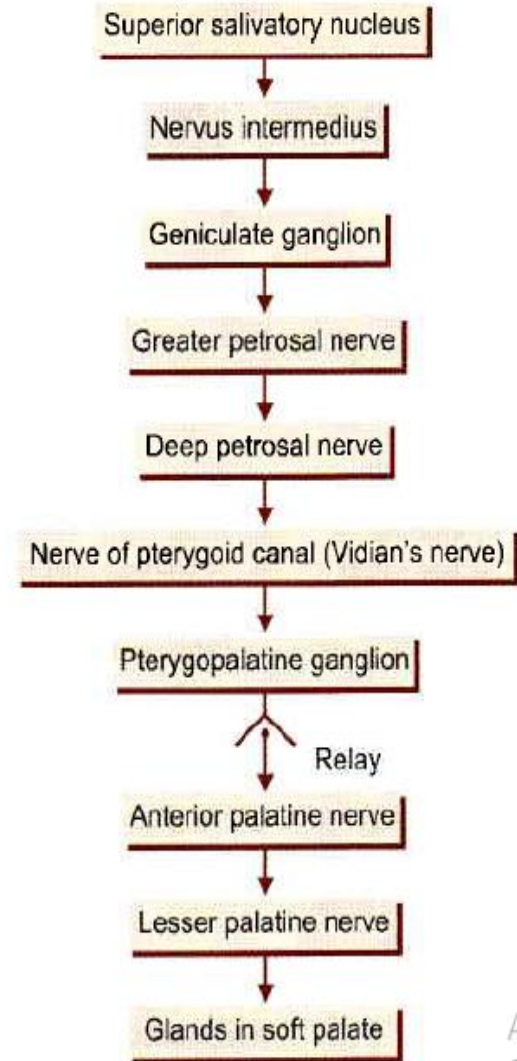 Superior salivatory nucleus
Nervus intermedius
Geniculate ganglion
Greater petrosal nerve
Deep petrosal nerve
Nerve of pterygoid canal (Vidian's nerve)
Pterygopalatine ganglion
Relay
Anterior palatine nerve
Lesser palatine nerve
Glands in soft palate
A